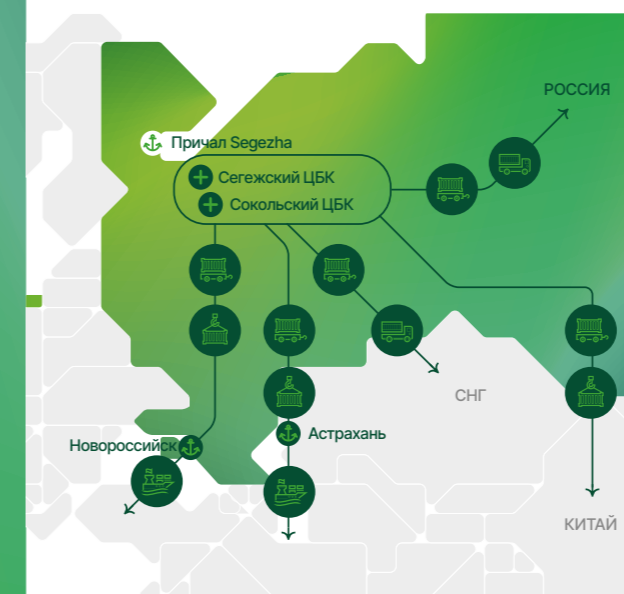 РОССИЯ
Причал Segezha
Сегежский ЦБК
Сокольский ЦБК
СНГ
Новороссийск
Астрахань
КИТАЙ